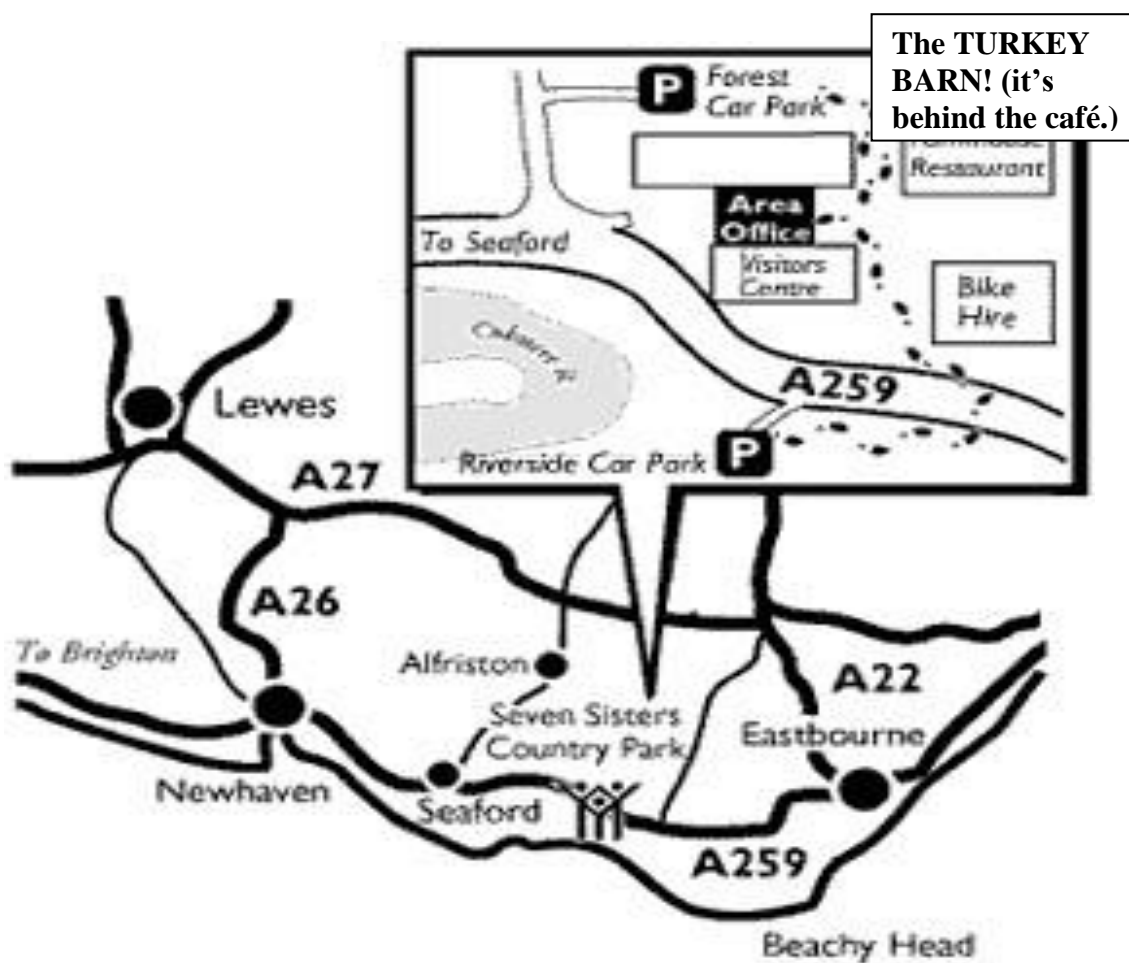 The TURKEY
BARN! (it's
behind the café.)
P
Forest
Car Park
Restaurant
Area
Office
To Seaford
Visitors
Centre
Bike
Hire
A259
Riverside Car Park
P
Lewes
A27
A26
To Brighton
Alfriston
A22
Seven Sisters
Country Park
Eastbourne
Newhaven
Seaford
A259
Beachy Head